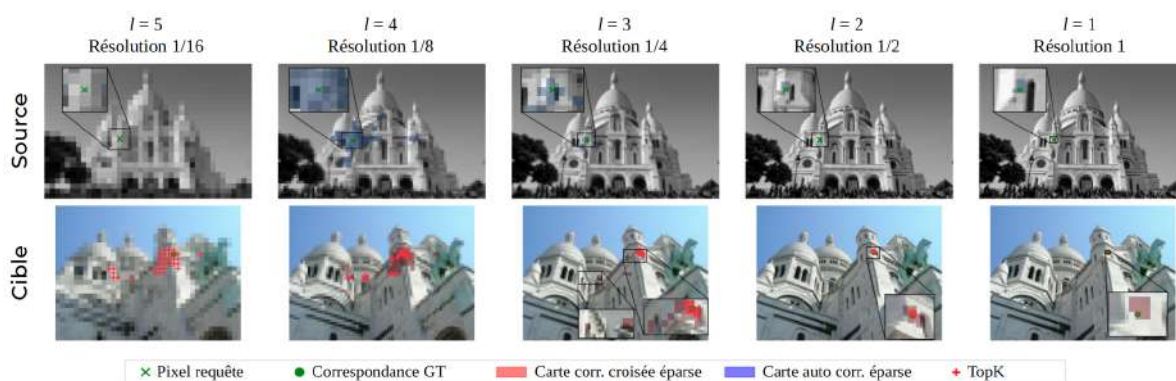 l = 5
Résolution 1/16
l = 4
Résolution 1/8
l = 3
Résolution 1/4
l = 2
Résolution 1/2
l = 1
Résolution 1
Source
Cible
Pixel requête
Correspondance GT
Carte corr. croisée éparse
Carte auto corr. éparse
TopK